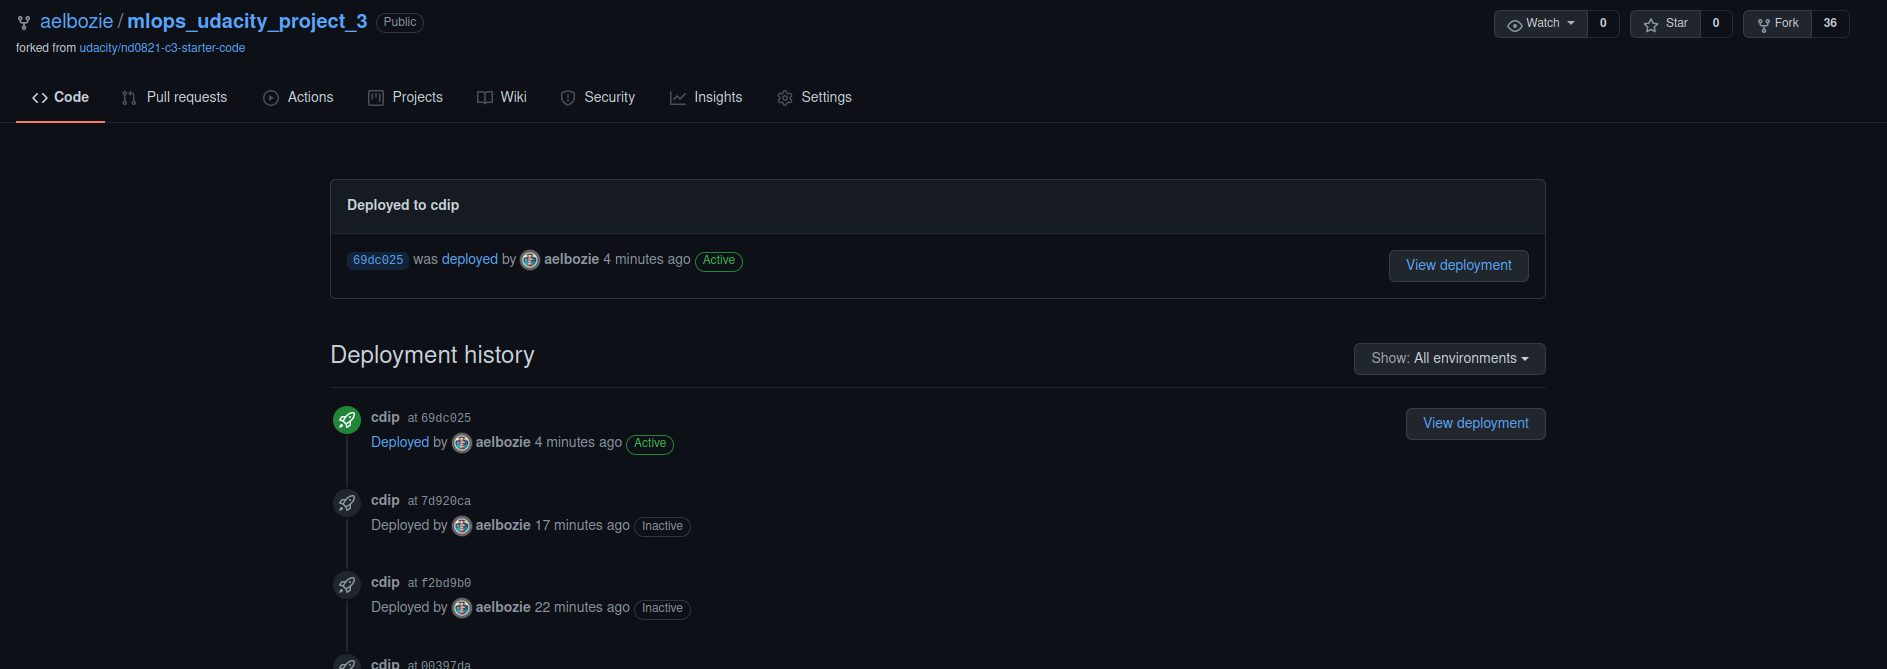 aelbozie / mlops_udacity_project_3 Public
Watch 0 Star 0 Fork 36
forked from udacity/nd0821-c3-starter-code
Code Pull requests Actions Projects Wiki Security Insights Settings
Deployed to cdip
69dc025 was deployed by aelbozie 4 minutes ago Active
View deployment
Deployment history
Show: All environments
cdip at 69dc025
Deployed by aelbozie 4 minutes ago Active
View deployment
cdip at 7d920ca
Deployed by aelbozie 17 minutes ago Inactive
cdip at f2bd9b0
Deployed by aelbozie 22 minutes ago Inactive
cdip at 00397da